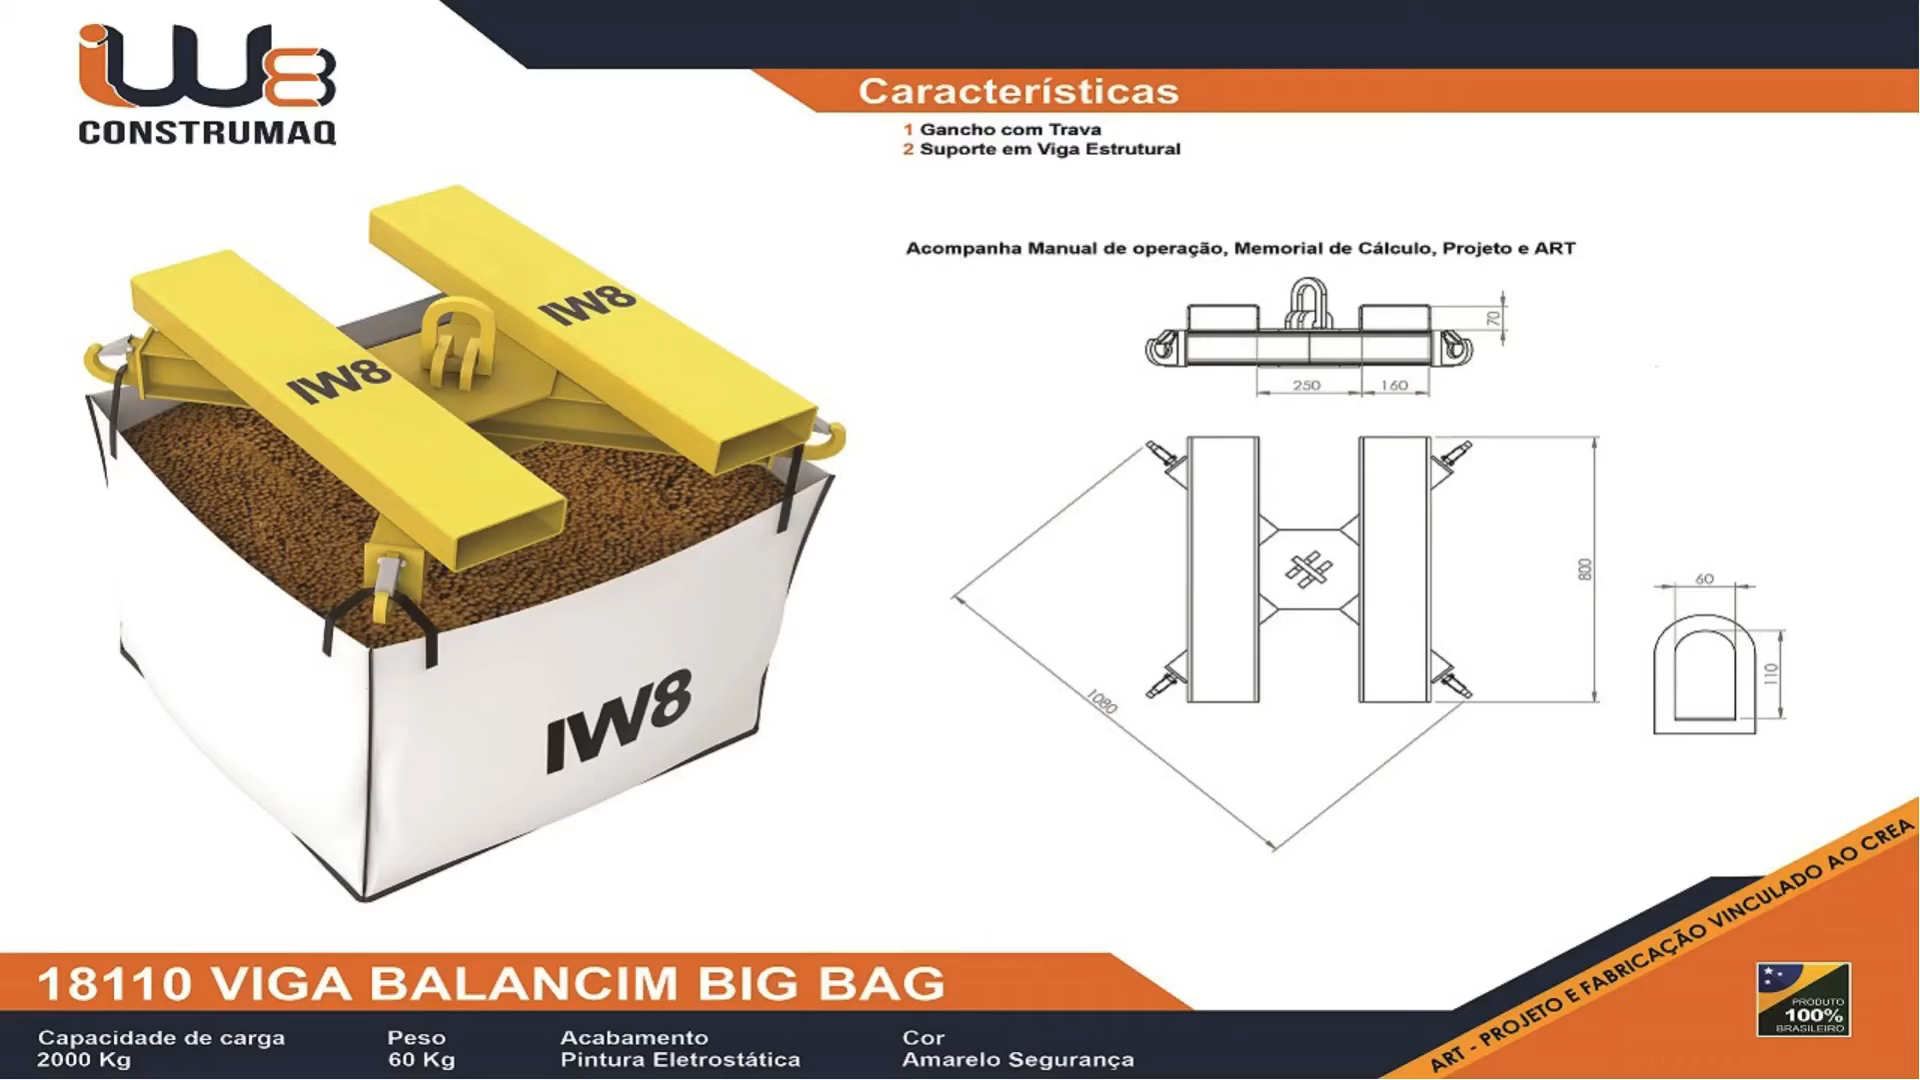 iW8
CONSTRUMAQ
Características
1 Gancho com Trava
2 Suporte em Viga Estrutural
Acompanha Manual de operação, Memorial de Cálculo, Projeto e ART
IW8
IW8
IW8
70
250
160
800
1080
60
110
18110 VIGA BALANCIM BIG BAG
Capacidade de carga
2000 Kg
Peso
60 Kg
Acabamento
Pintura Eletrostática
Cor
Amarelo Segurança
ART - PROJETO E FABRICAÇÃO VINCULADO AO CREA
PRODUTO
100%
BRASILEIRO